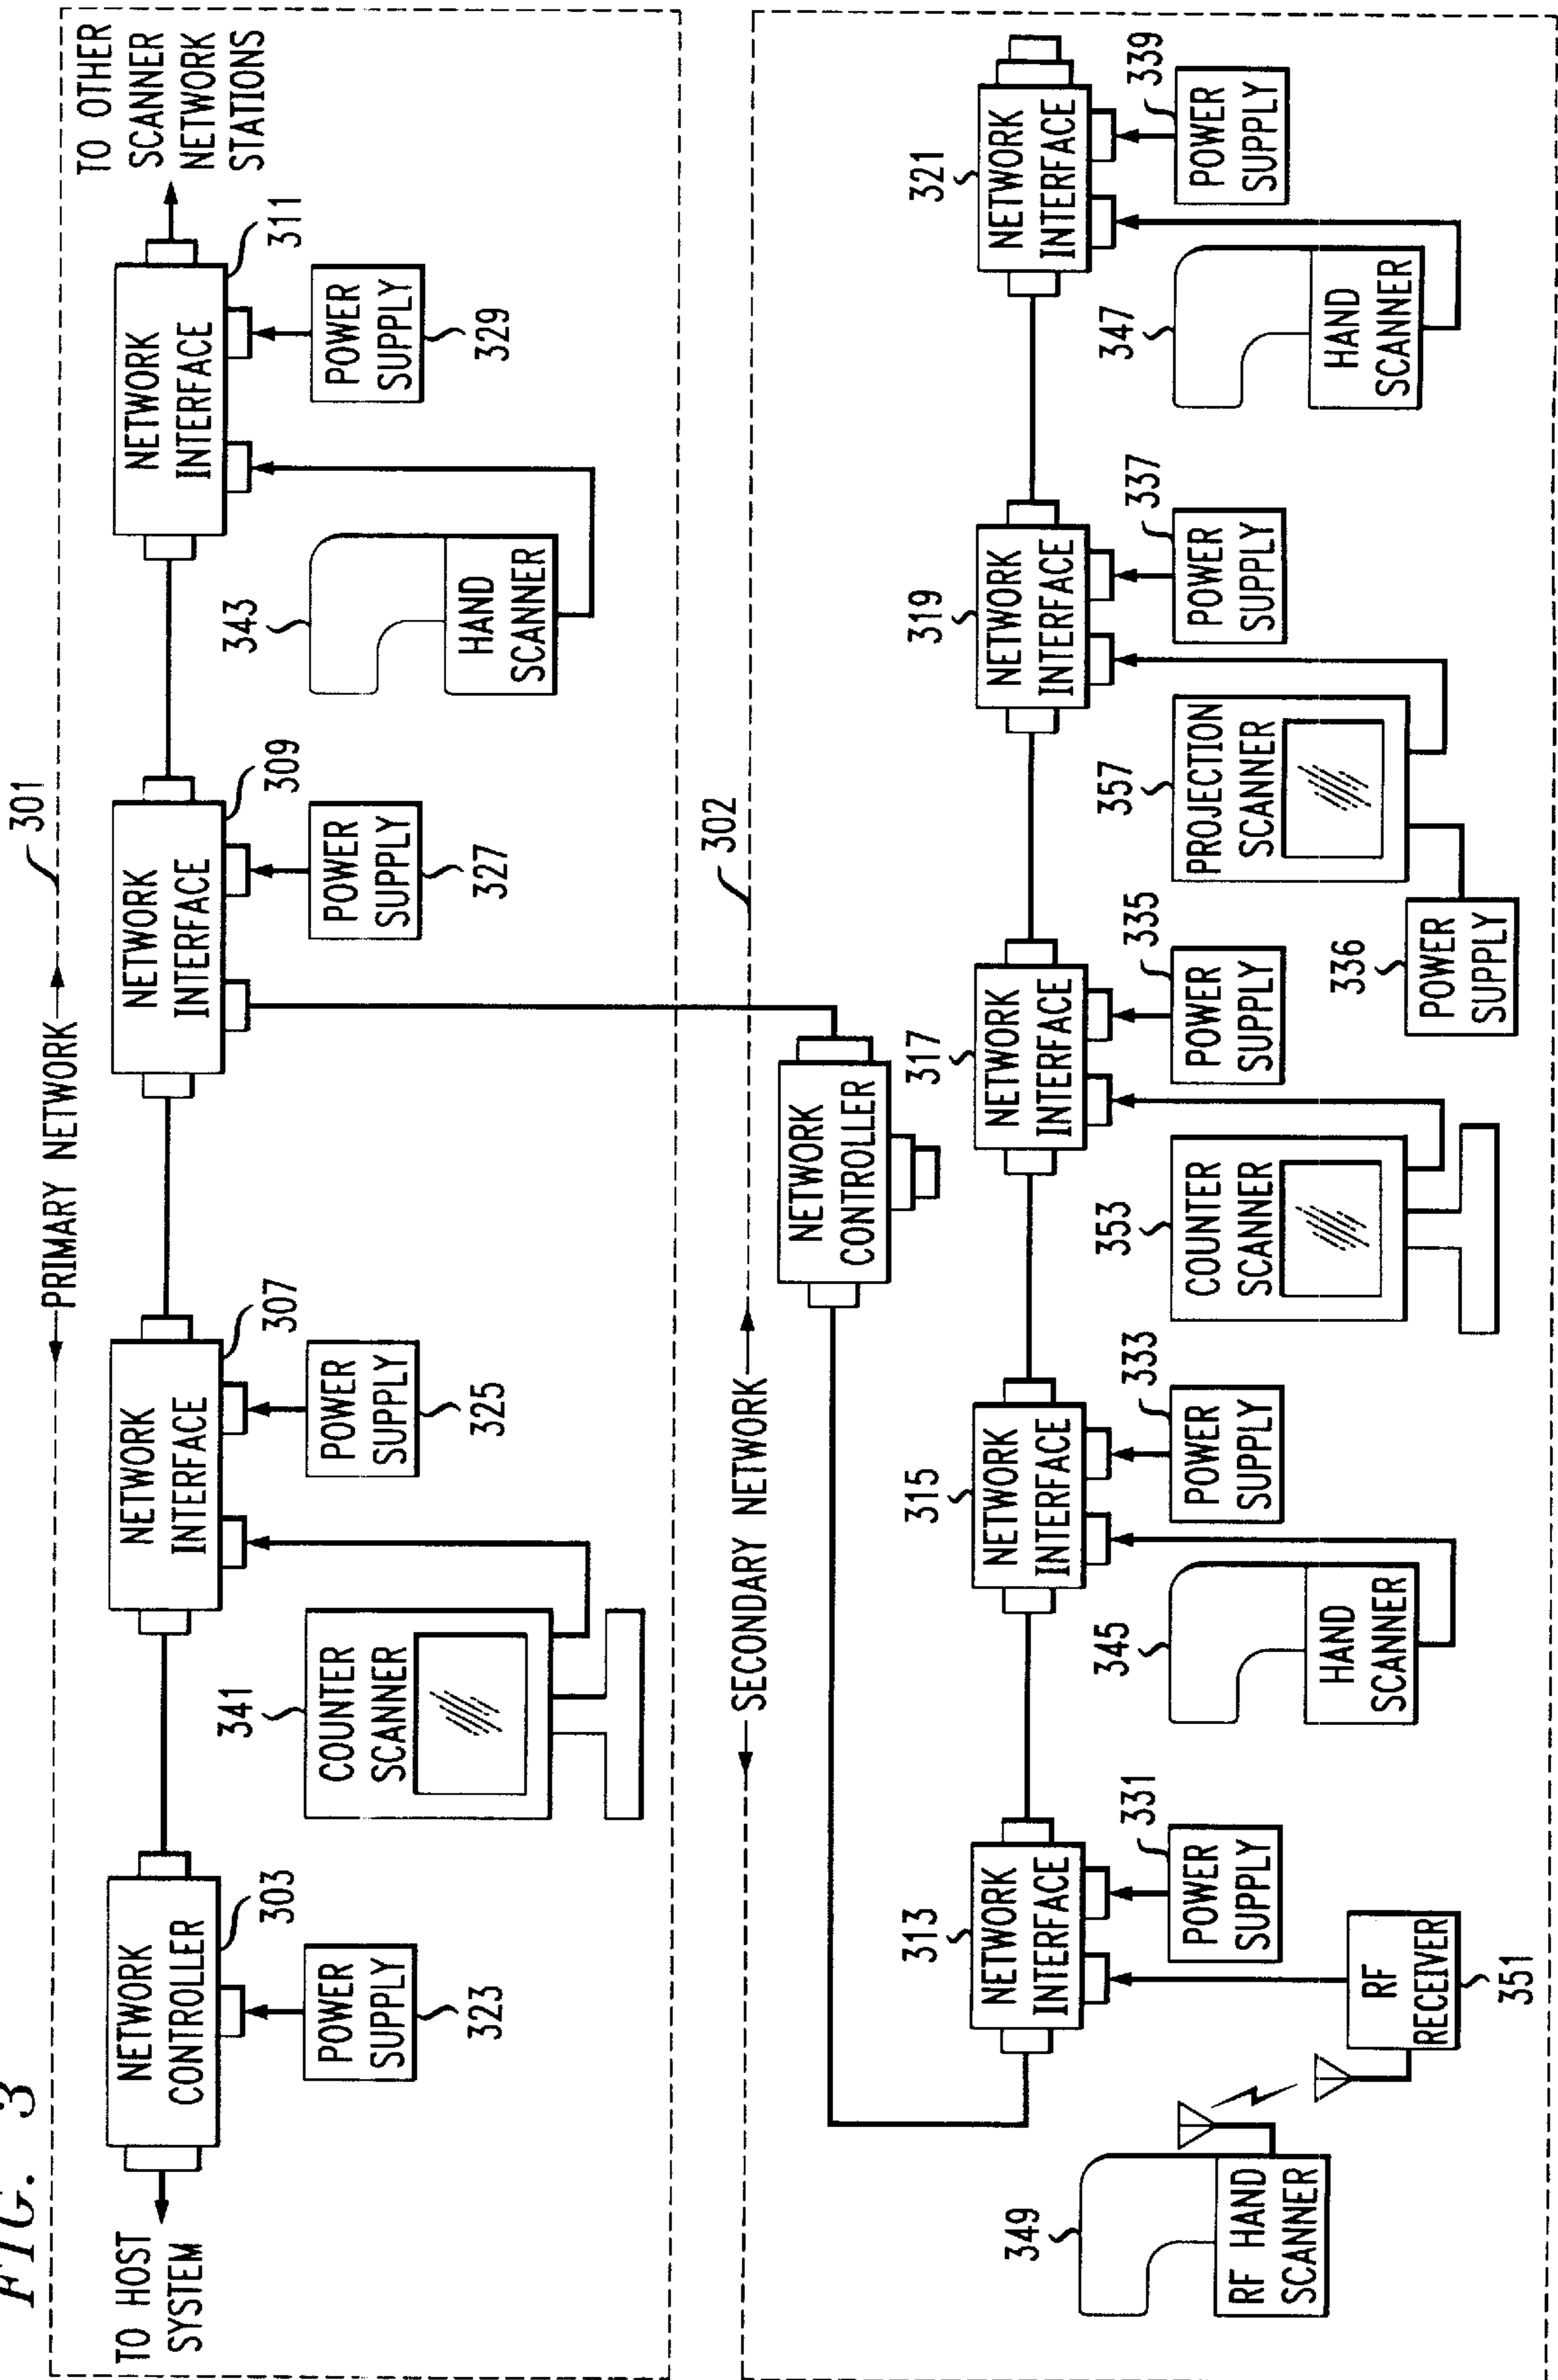 FIG. 3
301
PRIMARY NETWORK
TO HOST
SYSTEM
NETWORK
CONTROLLER
303
POWER
SUPPLY
323
NETWORK
INTERFACE
307
POWER
SUPPLY
325
341
COUNTER
SCANNER
NETWORK
INTERFACE
309
POWER
SUPPLY
327
NETWORK
INTERFACE
311
POWER
SUPPLY
329
343
HAND
SCANNER
TO OTHER
SCANNER
NETWORK
STATIONS
SECONDARY NETWORK
302
NETWORK
CONTROLLER
313
NETWORK
INTERFACE
331
POWER
SUPPLY
349
RF HAND
SCANNER
RF
RECEIVER
351
315
NETWORK
INTERFACE
333
POWER
SUPPLY
345
HAND
SCANNER
317
NETWORK
INTERFACE
335
POWER
SUPPLY
353
COUNTER
SCANNER
319
NETWORK
INTERFACE
337
POWER
SUPPLY
357
PROJECTION
SCANNER
336
POWER
SUPPLY
321
NETWORK
INTERFACE
339
POWER
SUPPLY
347
HAND
SCANNER